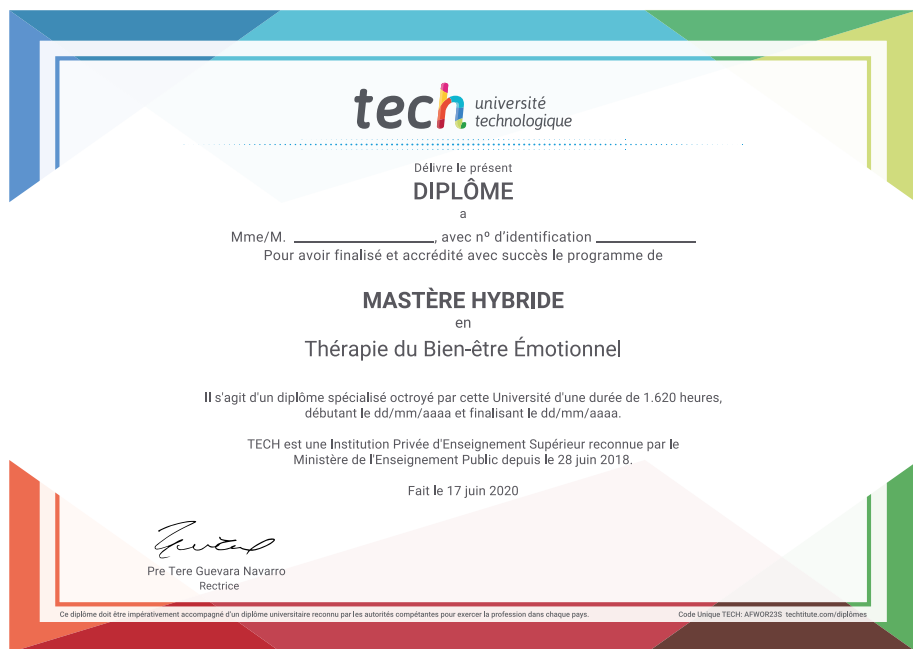 tech université
technologique
Délivre le présent
DIPLÔME
a
Mme/M. ____________, avec nº d'identification ____________
Pour avoir finalisé et accrédité avec succès le programme de
MASTÈRE HYBRIDE
en
Thérapie du Bien-être Émotionnel
Il s'agit d'un diplôme spécialisé octroyé par cette Université d'une durée de 1.620 heures,
débutant le dd/mm/aaaa et finalisant le dd/mm/aaaa.
TECH est une Institution Privée d'Enseignement Supérieur reconnue par le
Ministère de l'Enseignement Public depuis le 28 juin 2018.
Fait le 17 juin 2020
Pre Tere Guevara Navarro
Rectrice
Ce diplôme doit être impérativement accompagné d'un diplôme universitaire reconnu par les autorités compétantes pour exercer la profession dans chaque pays.
Code Unique TECH: AFWOR23S techtitute.com/diplômes